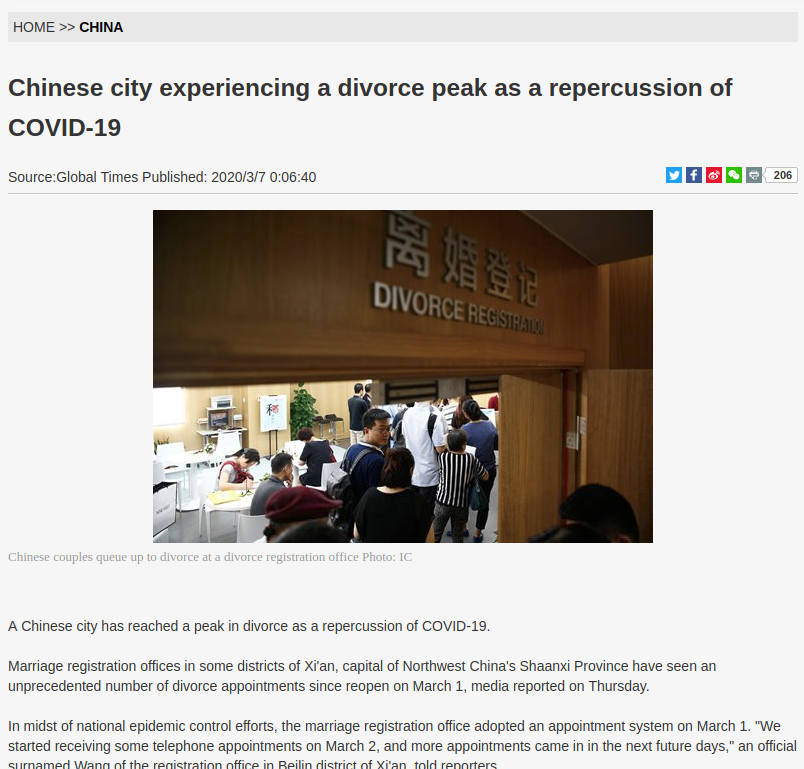 HOME >> CHINA
Chinese city experiencing a divorce peak as a repercussion of
COVID-19
Source:Global Times Published: 2020/3/7 0:06:40
206
离婚登记
DIVORCE REGISTRATION
Chinese couples queue up to divorce at a divorce registration office Photo: IC
A Chinese city has reached a peak in divorce as a repercussion of COVID-19.
Marriage registration offices in some districts of Xi'an, capital of Northwest China's Shaanxi Province have seen an
unprecedented number of divorce appointments since reopen on March 1, media reported on Thursday.
In midst of national epidemic control efforts, the marriage registration office adopted an appointment system on March 1. "We
started receiving some telephone appointments on March 2, and more appointments came in in the next future days," an official
surnamed Wang of the registration office in Beilin district of Xi'an, told reporters.